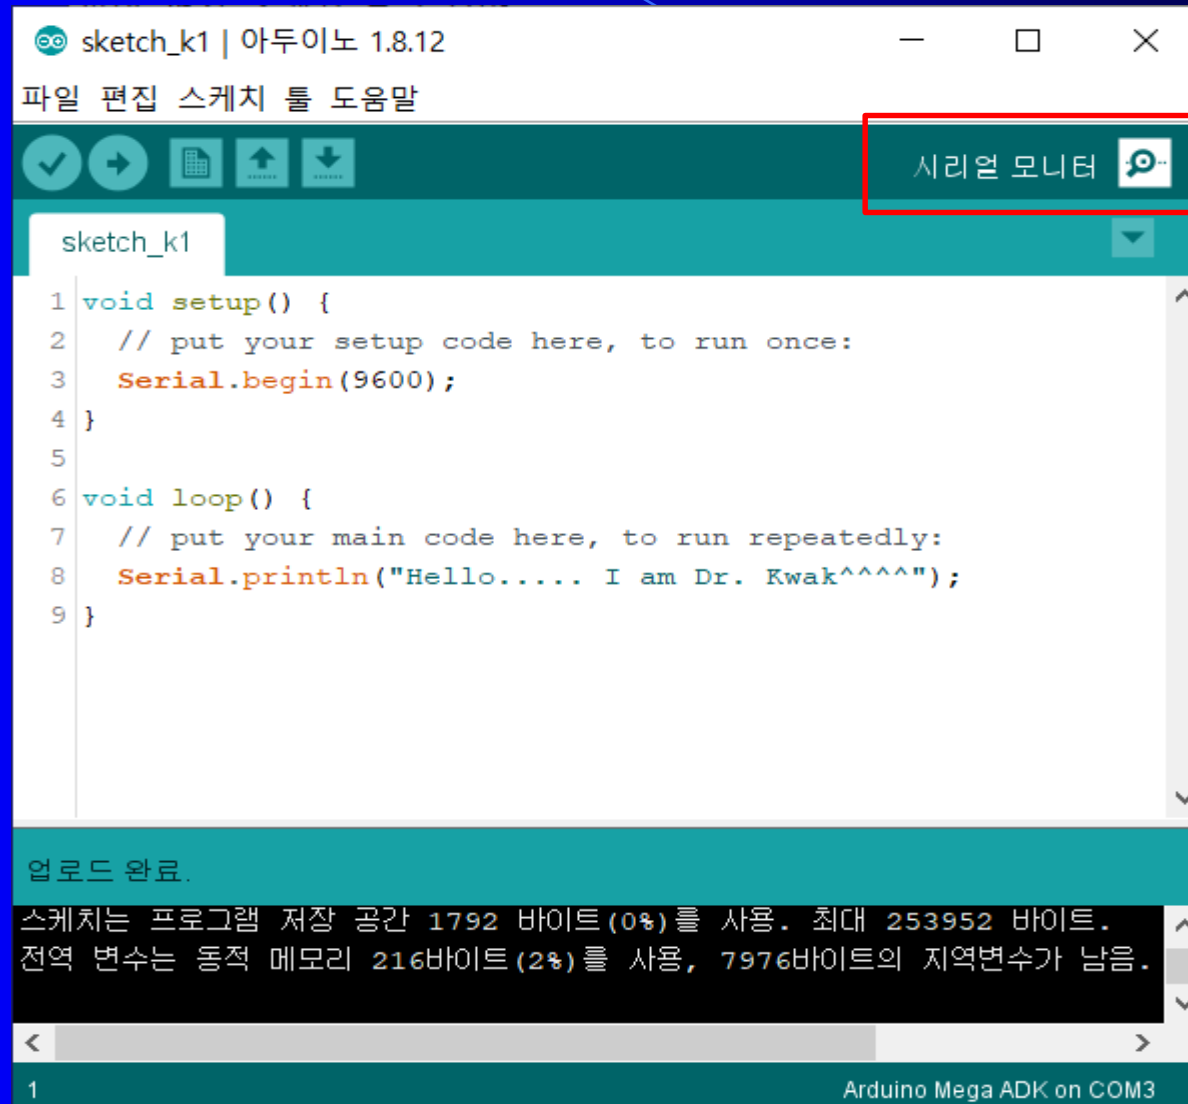 sketch_k1 | 아두이노 1.8.12
파일 편집 스케치 툴 도움말
시리얼 모니터
sketch_k1
1 void setup() {
2 // put your setup code here, to run once:
3 Serial.begin(9600);
4 }
5
6 void loop() {
7 // put your main code here, to run repeatedly:
8 Serial.println("Hello..... I am Dr. Kwak^^^^");
9 }
업로드 완료.
스케치는 프로그램 저장 공간 1792 바이트(0%)를 사용. 최대 253952 바이트.
전역 변수는 동적 메모리 216바이트(2%)를 사용, 7976바이트의 지역변수가 남음.
1 Arduino Mega ADK on COM3